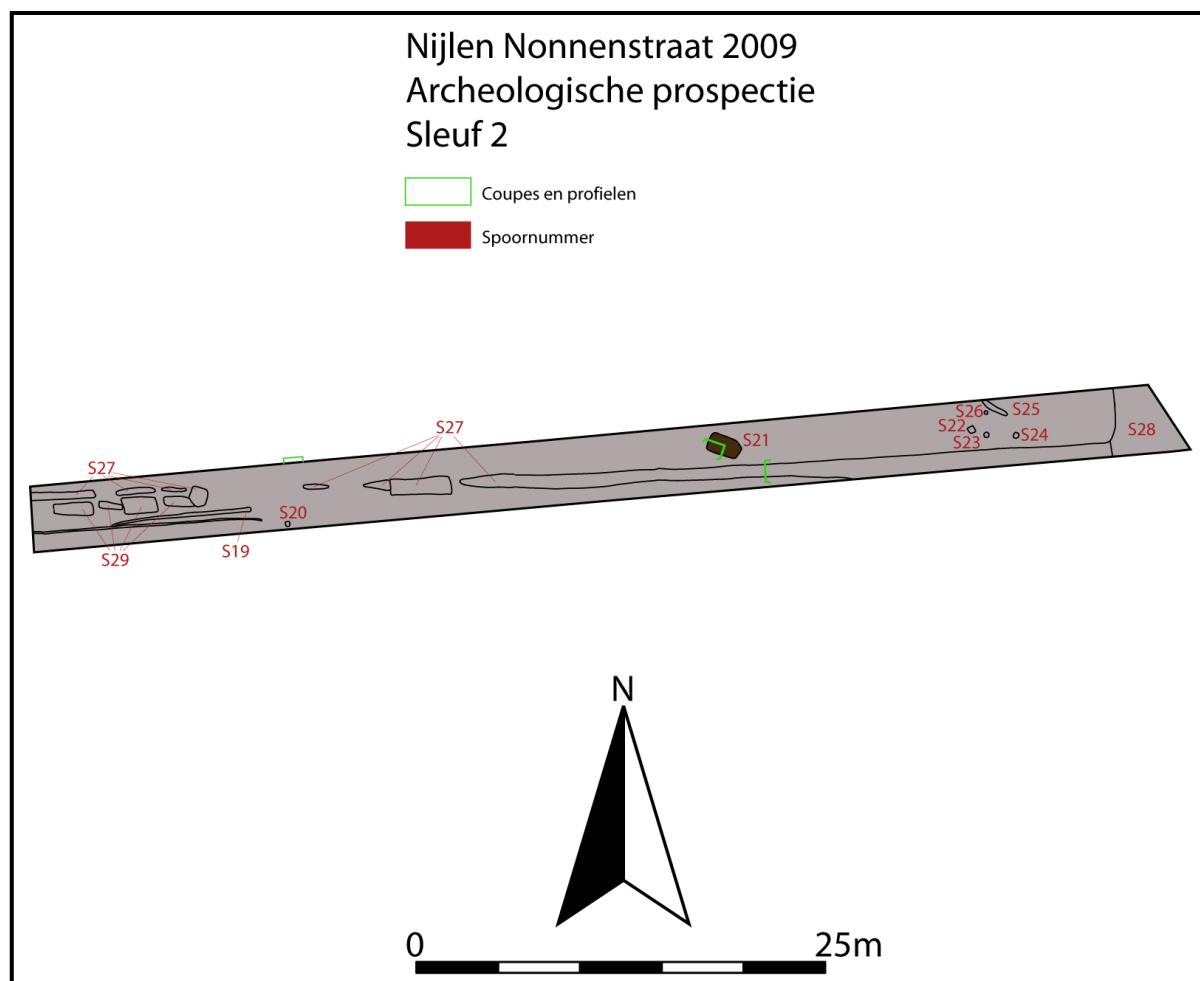 Nijlen Nonnenstraat 2009
Archeologische prospectie
Sleuf 2
Coupes en profielen
Spoornummer
S26
S25
S22
S23
S24
S28
S27
S21
S27
S20
S19
S29
N
0
25m